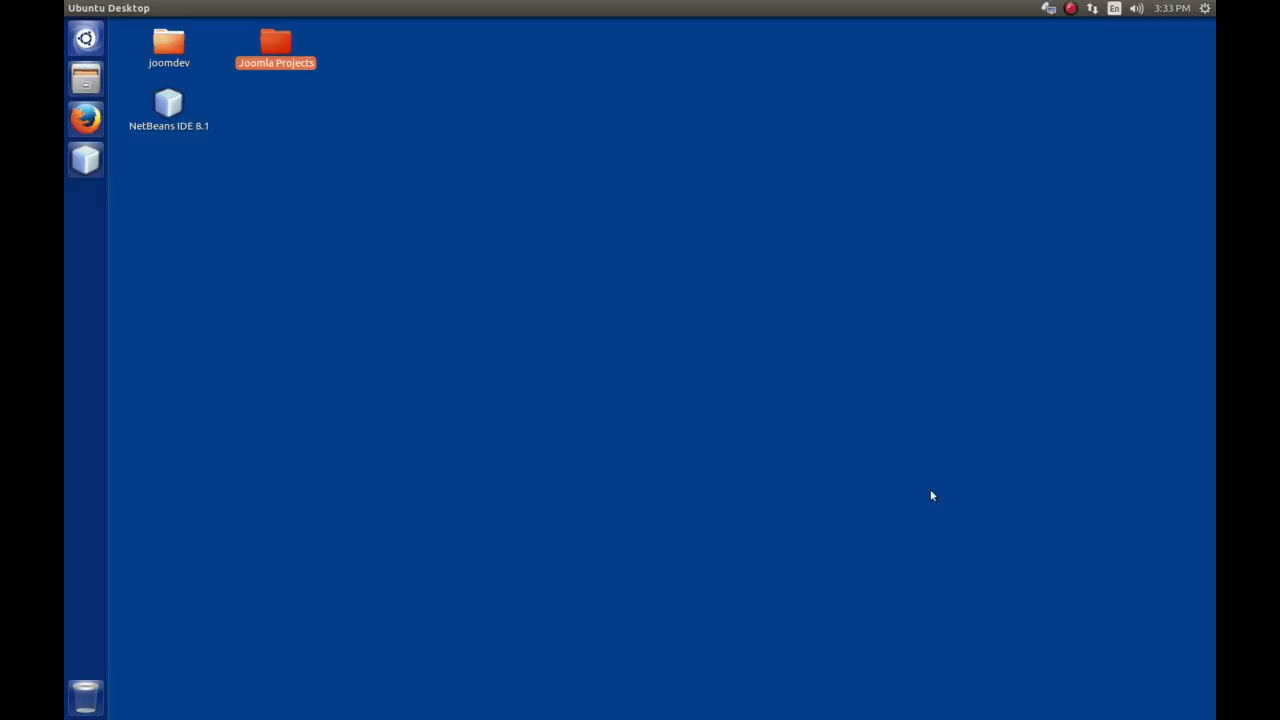 Ubuntu Desktop
En
3:33 PM
joomdev
Joomla Projects
NetBeans IDE 8.1